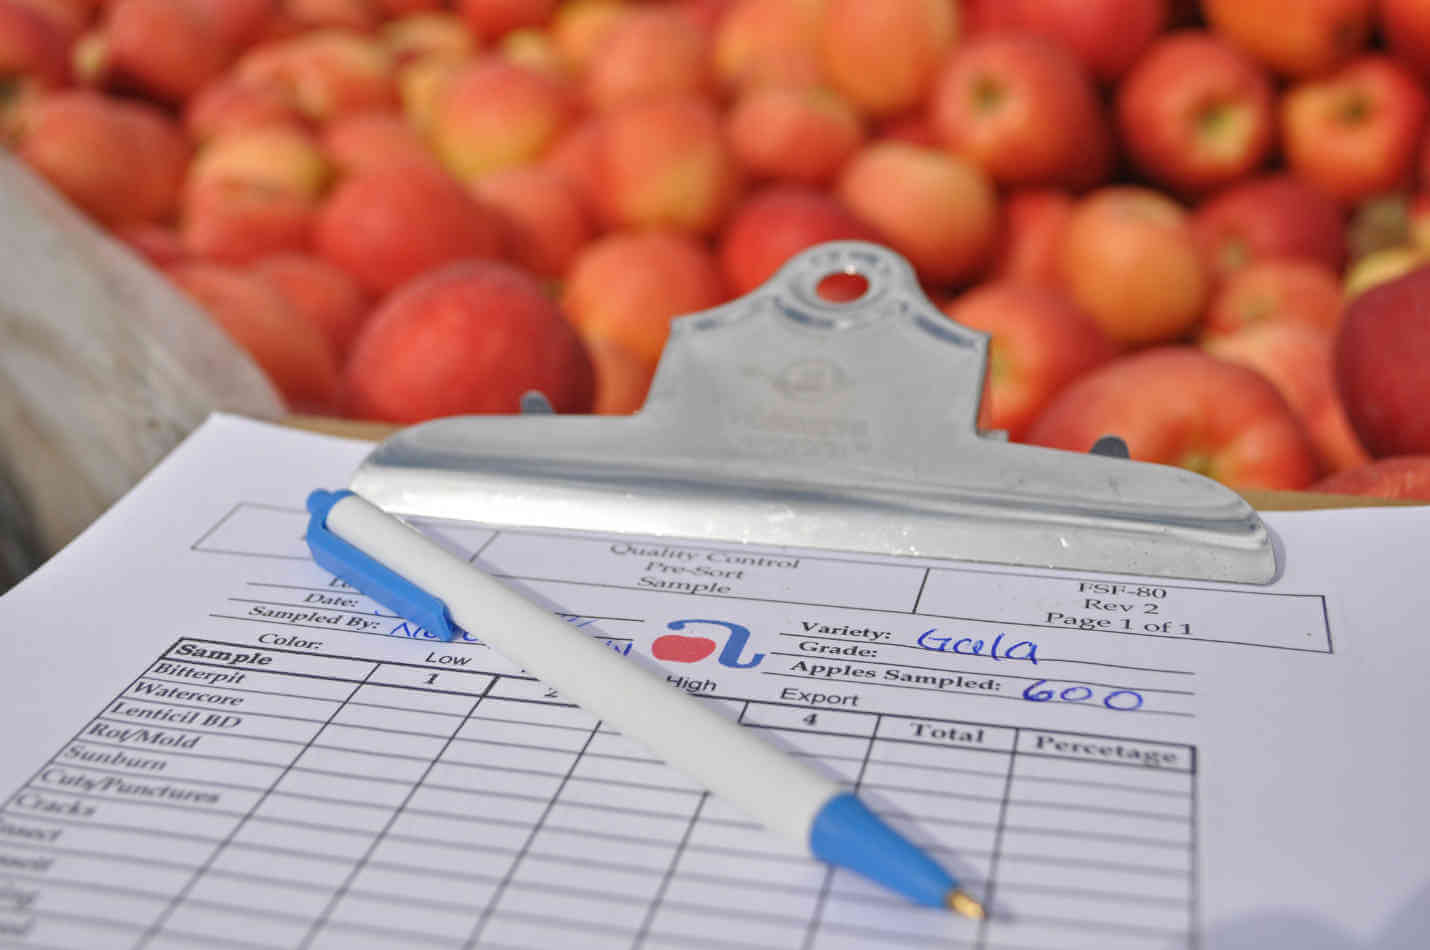 Quality Control
Pre-Sort
Sample
FSF-80
Rev 2
Page 1 of 1
Date:
Sampled By:
Variety: Gala
Grade:
Apples Sampled: 600
Color: Low High Export
Sample 1 2 4 Total Percetage
Bitterpit
Watercore
Lenticil BD
Rot/Mold
Sunburn
Cuts/Punctures
Cracks